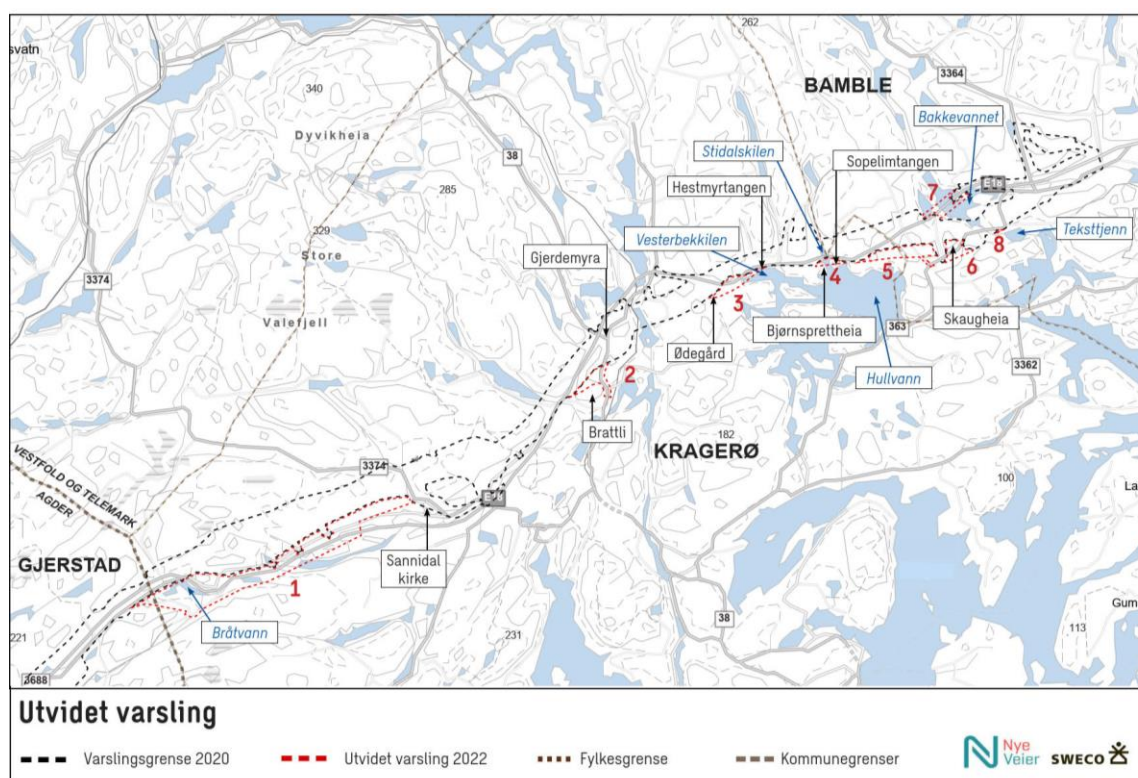 svatn
262
3364
BAMBLE
340
Dyvikheia
38
Stidalskilen
Bakkevannet
Sopelimtangen
Hestmyrtangen
7
E18
285
Vesterbekkilen
Teksttjenn
329
Store
Gjerdemyra
8
3374
4
5
6
3
Valefjell
Bjørnsprettheia
363
Skaugheia
Ødegård
Hullvann
3362
2
Brattli
182
KRAGERØ
3374
100
La
VESTFOLD OG TELEMARK
AGDER
E18
GJERSTAD
Sannidal
kirke
1
Gum
38
221
Bråtvann
231
113
3688
Utvidet varsling
Varslingsgrense 2020
Utvidet varsling 2022
Fylkesgrense
Kommunegrenser
Nye
Veier
SWECO